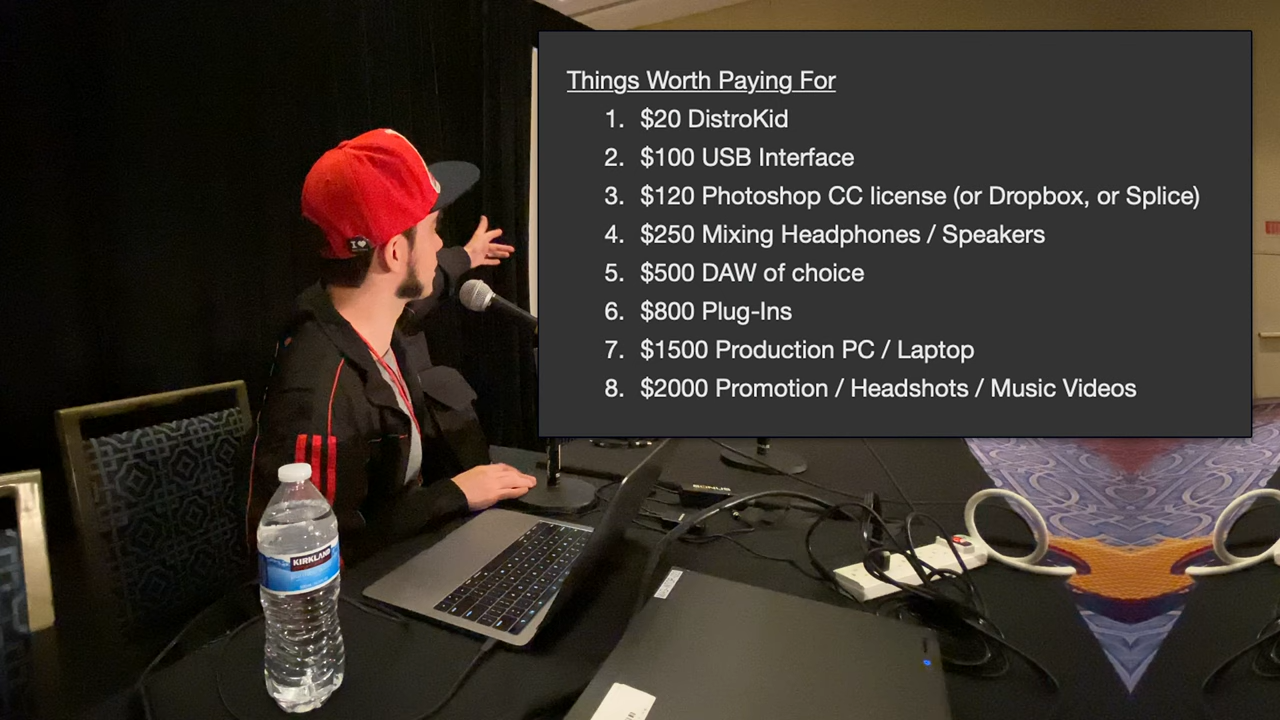 Things Worth Paying For
1. $20 DistroKid
2. $100 USB Interface
3. $120 Photoshop CC license (or Dropbox, or Splice)
4. $250 Mixing Headphones / Speakers
5. $500 DAW of choice
6. $800 Plug-Ins
7. $1500 Production PC / Laptop
8. $2000 Promotion / Headshots / Music Videos
I ♥
KIRKLAND